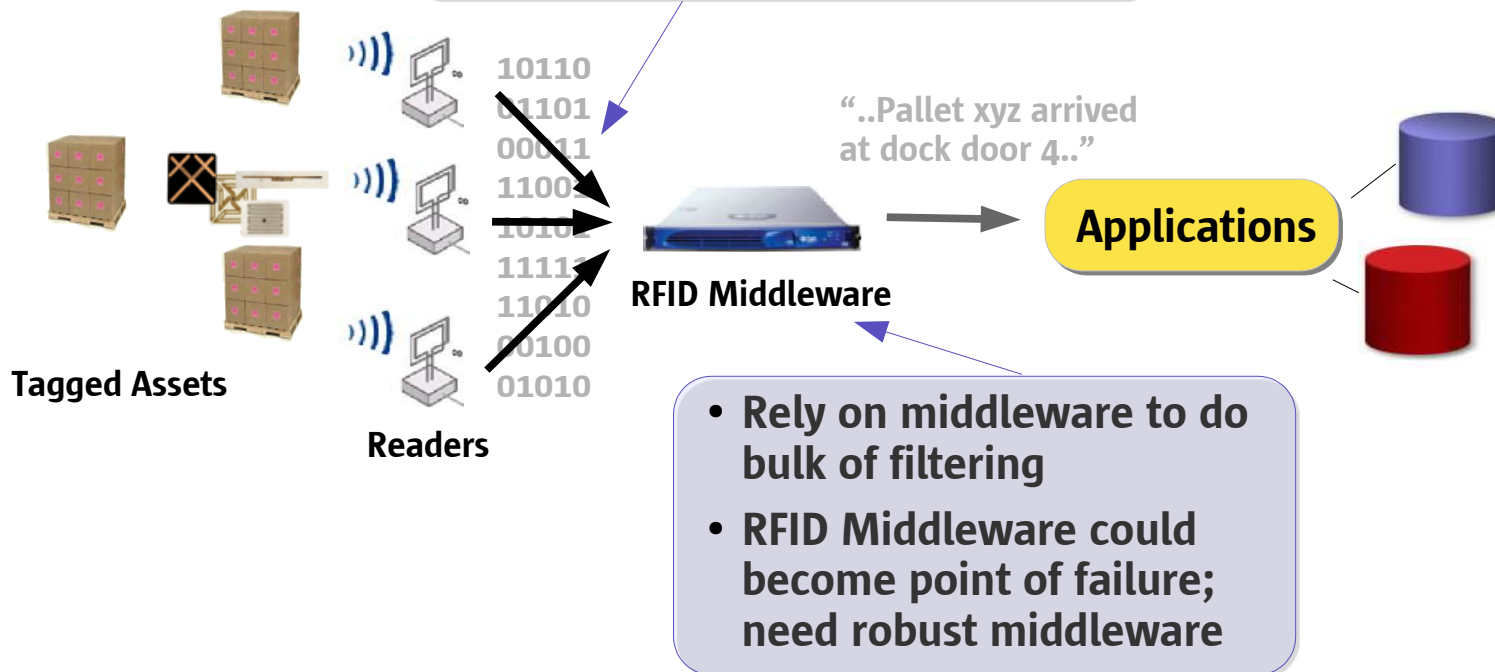 10110
01101
00011
11001
10101
11111
11010
00100
01010
“..Pallet xyz arrived
at dock door 4..”
Applications
RFID Middleware
Tagged Assets
Readers
• Rely on middleware to do
bulk of filtering
• RFID Middleware could
become point of failure;
need robust middleware